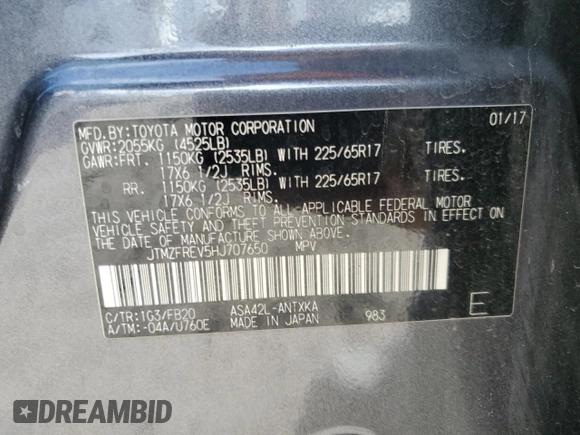 MFD.BY:TOYOTA MOTOR CORPORATION 01/17
GVWR:2055KG (4525LB)
GAWR:FRT. 1150KG (2535LB) WITH 225/65R17 TIRES.
17X6 1/2J RIMS.
RR. 1150KG (2535LB) WITH 225/65R17 TIRES.
17X6 1/2J RIMS.
THIS VEHICLE CONFORMS TO ALL APPLICABLE FEDERAL MOTOR
VEHICLE SAFETY AND THEFT PREVENTION STANDARDS IN EFFECT ON
THE DATE OF MANUFACTURE SHOWN ABOVE.
JTMZFREV5HJ707650 MPV
C/TR:1G3/FB20 ASA42L-ANTXKA
A/TM:-04A/U760E MADE IN JAPAN 983 E
DREAMBID